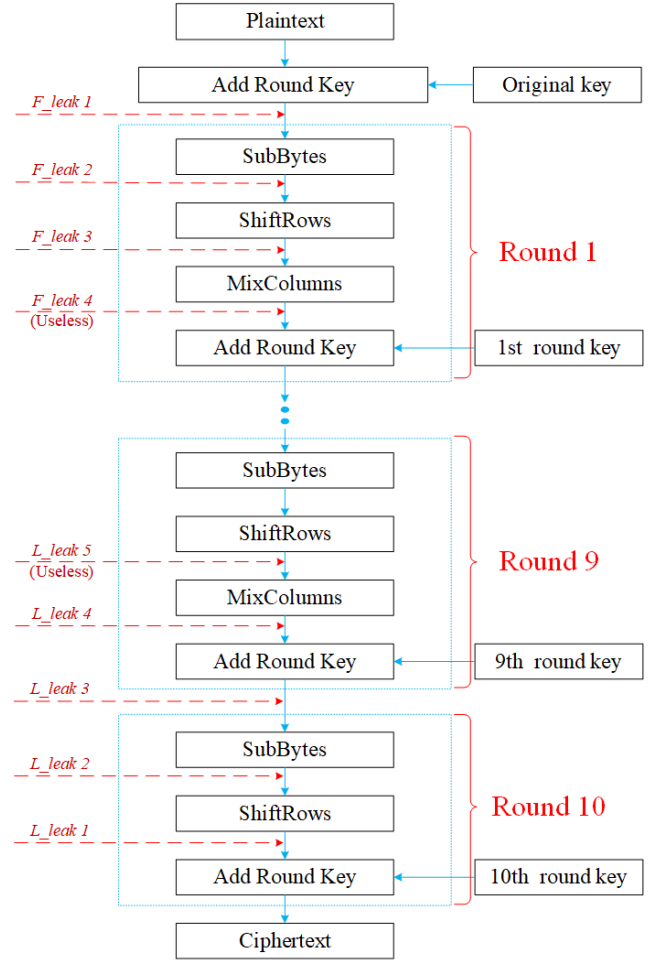 Plaintext
Add Round Key
Original key
F_leak 1
SubBytes
F_leak 2
ShiftRows
F_leak 3
Round 1
MixColumns
F_leak 4
(Useless)
Add Round Key
1st round key
SubBytes
ShiftRows
L_leak 5
(Useless)
Round 9
MixColumns
L_leak 4
Add Round Key
9th round key
L_leak 3
SubBytes
L_leak 2
ShiftRows
Round 10
L_leak 1
Add Round Key
10th round key
Ciphertext